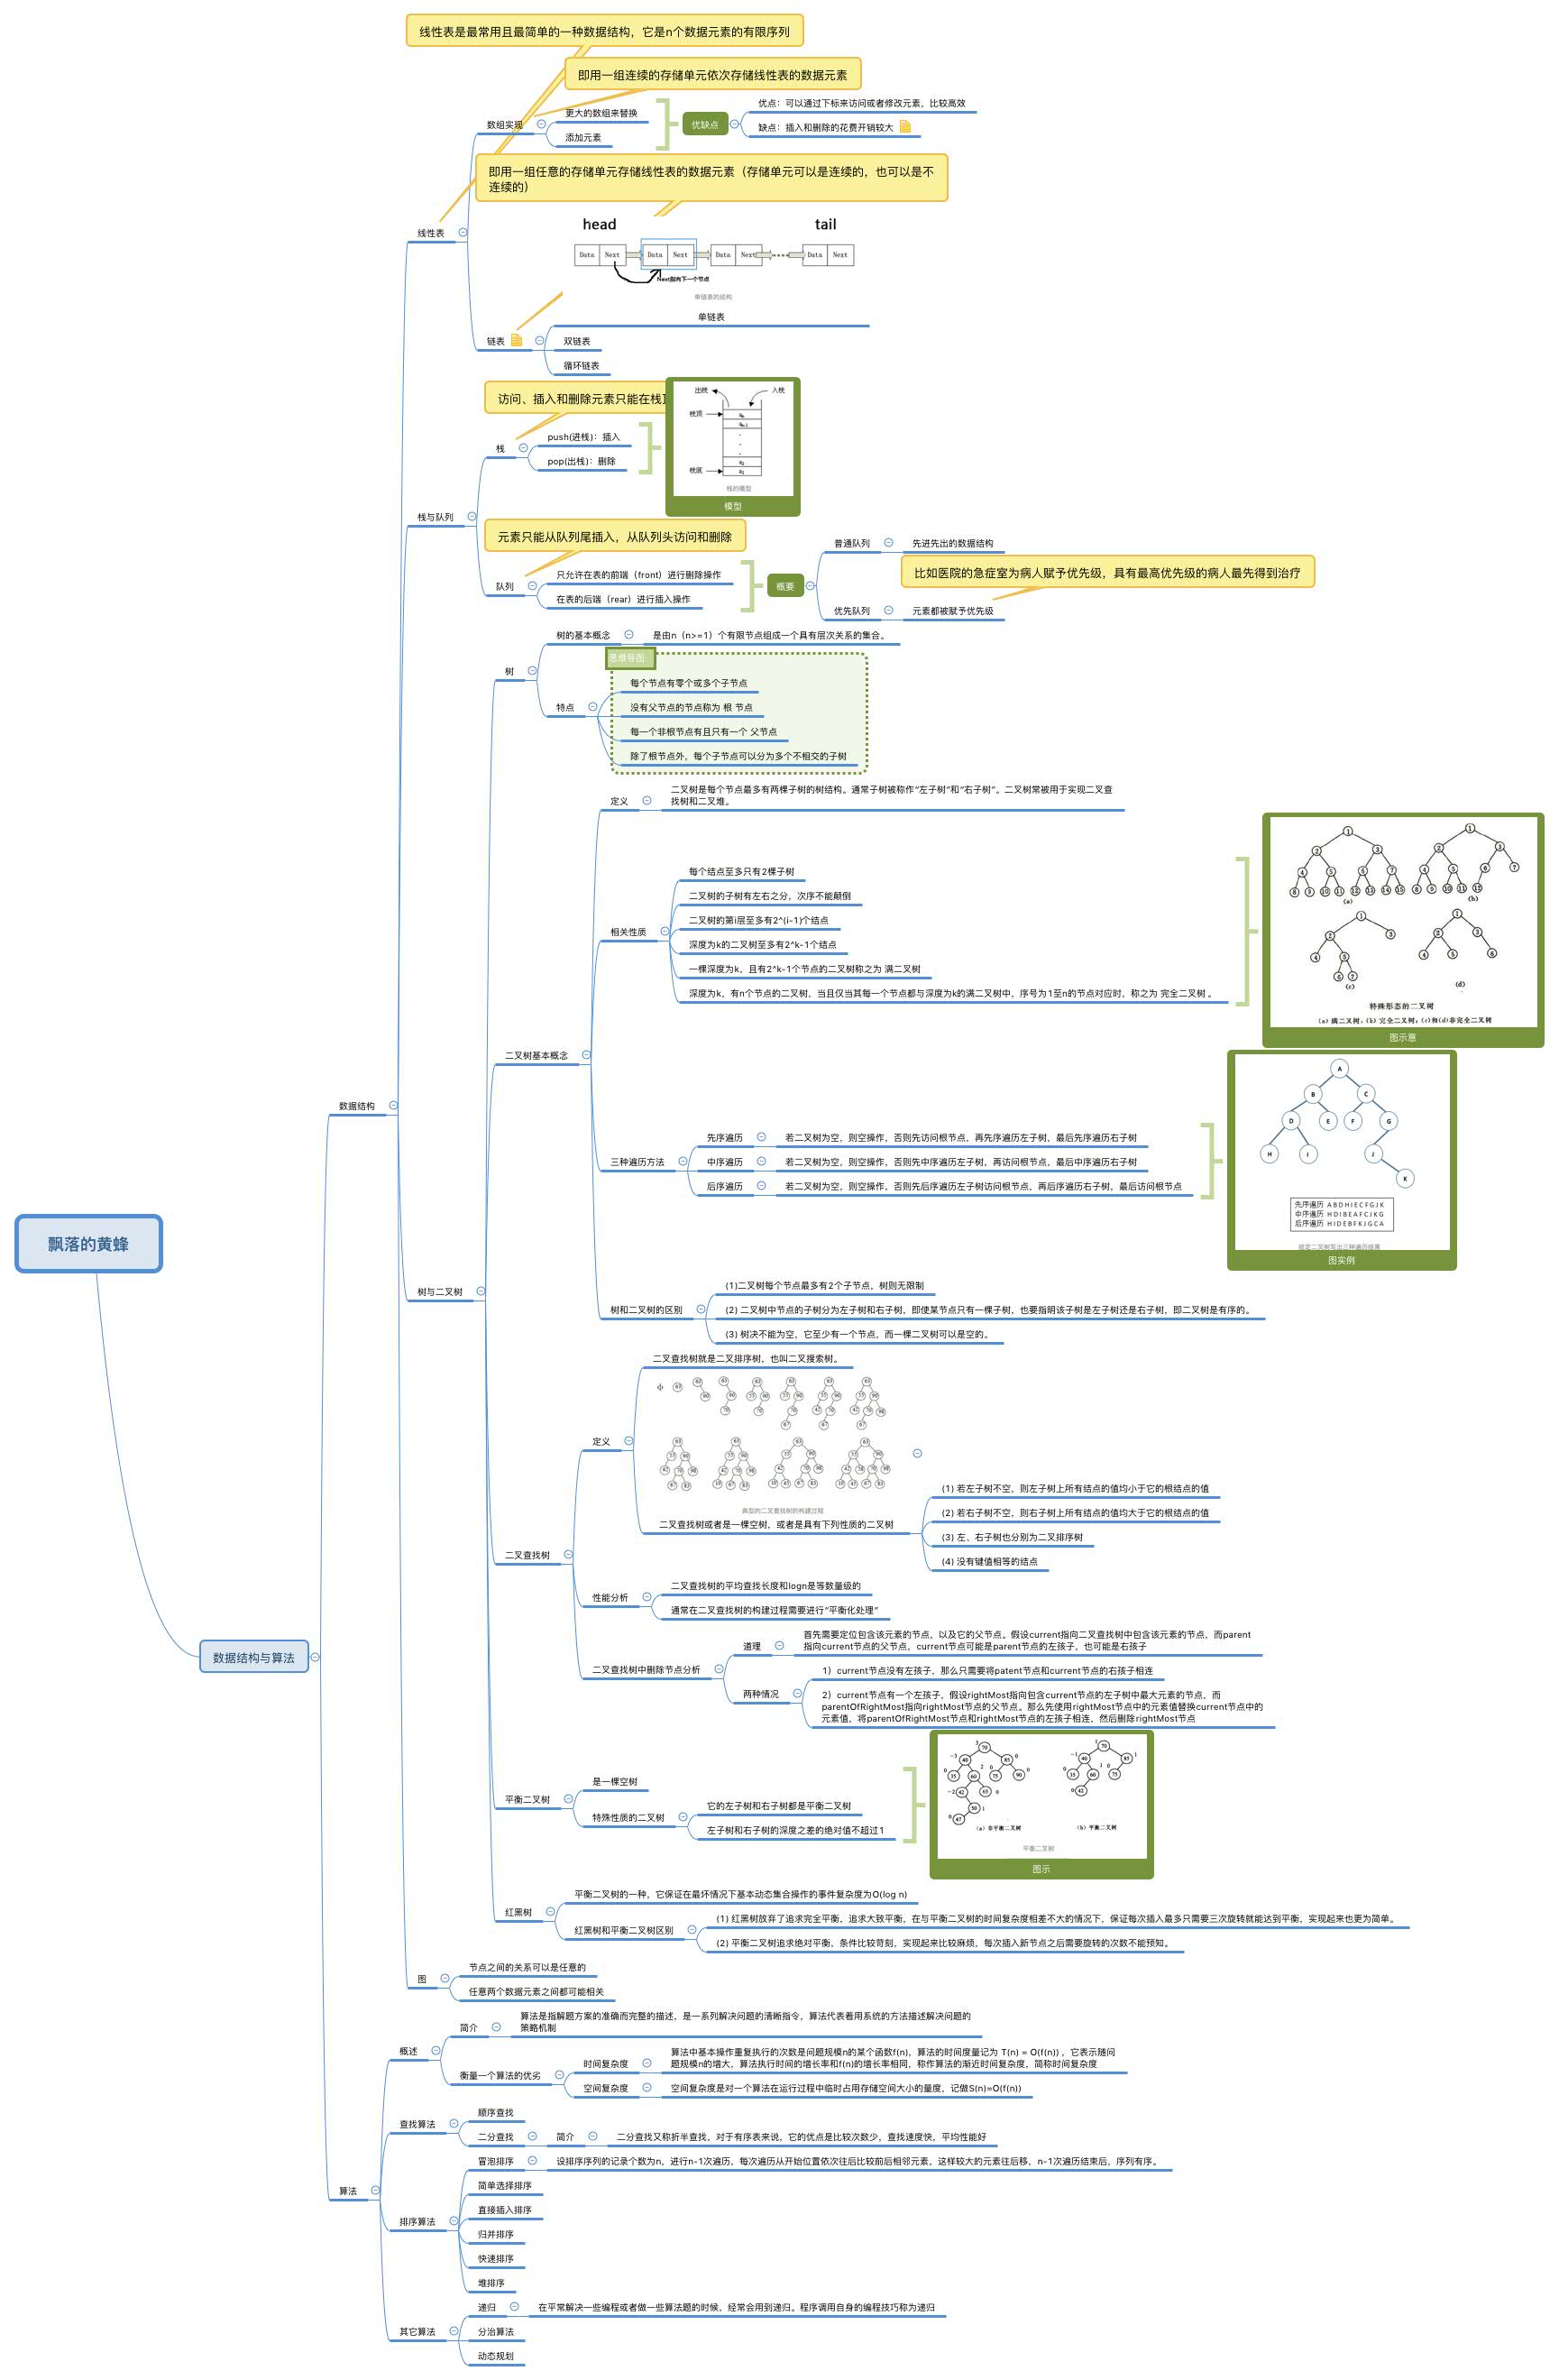 线性表是最常用且最简单的一种数据结构，它是n个数据元素的有限序列
即用一组连续的存储单元依次存储线性表的数据元素
数组实现
更大的数组来替换
添加元素
优缺点
优点：可以通过下标来访问或者修改元素，比较高效
缺点：插入和删除的花费开销较大
即用一组任意的存储单元存储线性表的数据元素（存储单元可以是连续的，也可以是不
连续的）
线性表
head
tail
Data Next Data Next Data Next Data Next
Next指向下一个节点
单链表的结构
链表
单链表
双链表
循环链表
访问、插入和删除元素只能在栈
栈
push(进栈)：插入
pop(出栈)：删除
出栈 入栈
栈顶
栈底
栈的模型
模型
栈与队列
元素只能从队列尾插入，从队列头访问和删除
队列
只允许在表的前端（front）进行删除操作
在表的后端（rear）进行插入操作
概要
普通队列
先进先出的数据结构
比如医院的急症室为病人赋予优先级，具有最高优先级的病人最先得到治疗
优先队列
元素都被赋予优先级
树
树的基本概念
是由n（n>=1）个有限节点组成一个具有层次关系的集合。
思维导图
特点
每个节点有零个或多个子节点
没有父节点的节点称为 根 节点
每一个非根节点有且只有一个 父节点
除了根节点外，每个子节点可以分为多个不相交的子树
定义
二叉树是每个节点最多有两棵子树的树结构。通常子树被称作“左子树”和“右子树”。二叉树常被用于实现二叉查
找树和二叉堆。
相关性质
每个结点至多只有2棵子树
二叉树的子树有左右之分，次序不能颠倒
二叉树的第i层至多有2^(i-1)个结点
深度为k的二叉树至多有2^k-1个结点
一棵深度为k，且有2^k-1个节点的二叉树称之为 满二叉树
深度为k，有n个节点的二叉树，当且仅当其每一个节点都与深度为k的满二叉树中，序号为1至n的节点对应时，称之为 完全二叉树 。
(a)
(b)
(c)
(d)
特殊形态的二叉树
(a) 满二叉树；(b) 完全二叉树；(c)和(d)非完全二叉树
图示意
二叉树基本概念
三种遍历方法
先序遍历
若二叉树为空，则空操作，否则先访问根节点，再先序遍历左子树，最后先序遍历右子树
中序遍历
若二叉树为空，则空操作，否则先中序遍历左子树，再访问根节点，最后中序遍历右子树
后序遍历
若二叉树为空，则空操作，否则先后序遍历左子树访问根节点，再后序遍历右子树，最后访问根节点
A
B C
D E F G
H I J
K
先序遍历 A B D H I E C F G J K
中序遍历 H D I B E A F C J K G
后序遍历 H I D E B F K J G C A
给定二叉树写出三种遍历结果
图实例
数据结构
飘落的黄蜂
树与二叉树
树和二叉树的区别
(1)二叉树每个节点最多有2个子节点，树则无限制
(2) 二叉树中节点的子树分为左子树和右子树，即使某节点只有一棵子树，也要指明该子树是左子树还是右子树，即二叉树是有序的。
(3) 树决不能为空，它至少有一个节点，而一棵二叉树可以是空的。
二叉查找树
定义
二叉查找树就是二叉排序树，也叫二叉搜索树。
典型的二叉查找树的构建过程
二叉查找树或者是一棵空树，或者是具有下列性质的二叉树
(1) 若左子树不空，则左子树上所有结点的值均小于它的根结点的值
(2) 若右子树不空，则右子树上所有结点的值均大于它的根结点的值
(3) 左、右子树也分别为二叉排序树
(4) 没有键值相等的结点
性能分析
二叉查找树的平均查找长度和logn是等数量级的
通常在二叉查找树的构建过程需要进行“平衡化处理”
二叉查找树中删除节点分析
道理
首先需要定位包含该元素的节点，以及它的父节点。假设current指向二叉查找树中包含该元素的节点，而parent
指向current节点的父节点，current节点可能是parent节点的左孩子，也可能是右孩子
两种情况
1）current节点没有左孩子，那么只需要将patent节点和current节点的右孩子相连
2）current节点有一个左孩子，假设rightMost指向包含current节点的左子树中最大元素的节点，而
parentOfRightMost指向rightMost节点的父节点。那么先使用rightMost节点中的元素值替换current节点中的
元素值，将parentOfRightMost节点和rightMost节点的左孩子相连，然后删除rightMost节点
数据结构与算法
平衡二叉树
是一棵空树
特殊性质的二叉树
它的左子树和右子树都是平衡二叉树
左子树和右子树的深度之差的绝对值不超过1
(a) 非平衡二叉树
(b) 平衡二叉树
平衡二叉树
图示
红黑树
平衡二叉树的一种，它保证在最坏情况下基本动态集合操作的事件复杂度为O(log n)
红黑树和平衡二叉树区别
(1) 红黑树放弃了追求完全平衡，追求大致平衡，在与平衡二叉树的时间复杂度相差不大的情况下，保证每次插入最多只需要三次旋转就能达到平衡，实现起来也更为简单。
(2) 平衡二叉树追求绝对平衡，条件比较苛刻，实现起来比较麻烦，每次插入新节点之后需要旋转的次数不能预知。
图
节点之间的关系可以是任意的
任意两个数据元素之间都可能相关
算法
概述
简介
算法是指解题方案的准确而完整的描述，是一系列解决问题的清晰指令，算法代表着用系统的方法描述解决问题的
策略机制
衡量一个算法的优劣
时间复杂度
算法中基本操作重复执行的次数是问题规模n的某个函数f(n)，算法的时间度量记为 T(n) = O(f(n)) ，它表示随问
题规模n的增大，算法执行时间的增长率和f(n)的增长率相同，称作算法的渐近时间复杂度，简称时间复杂度
空间复杂度
空间复杂度是对一个算法在运行过程中临时占用存储空间大小的量度，记做S(n)=O(f(n))
查找算法
顺序查找
二分查找
简介
二分查找又称折半查找，对于有序表来说，它的优点是比较次数少，查找速度快，平均性能好
排序算法
冒泡排序
设排序序列的记录个数为n，进行n-1次遍历，每次遍历从开始位置依次往后比较前后相邻元素，这样较大的元素往后移，n-1次遍历结束后，序列有序。
简单选择排序
直接插入排序
归并排序
快速排序
堆排序
其它算法
递归
在平常解决一些编程或者做一些算法题的时候，经常会用到递归。程序调用自身的编程技巧称为递归
分治算法
动态规划